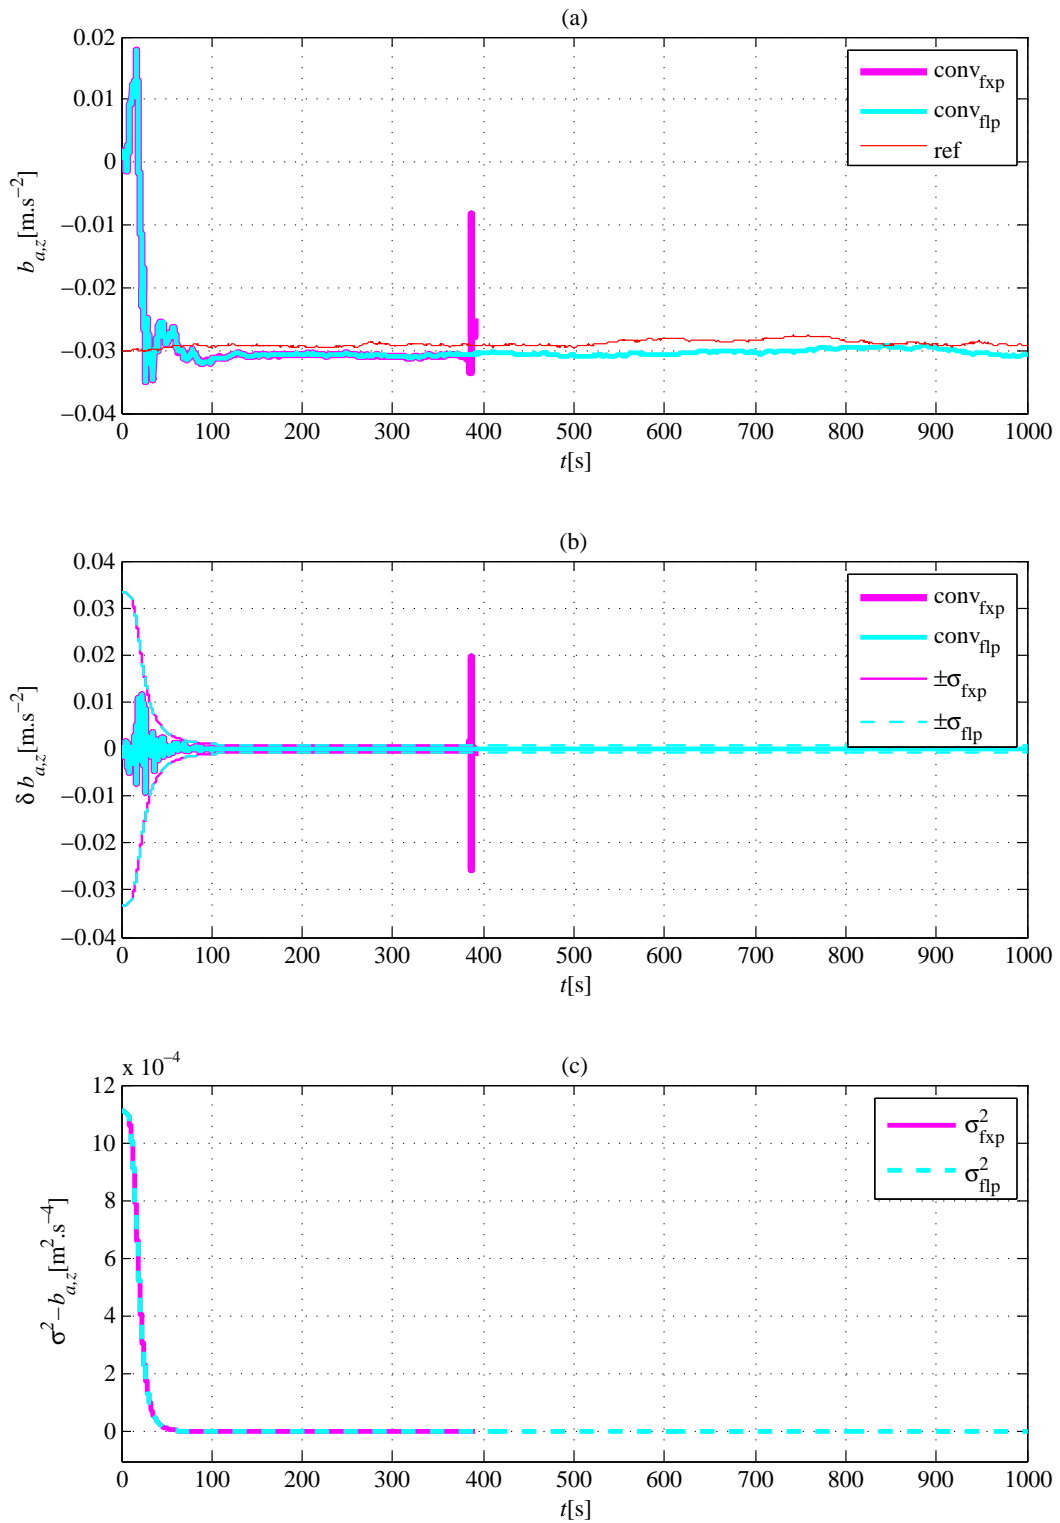 (a)
0.02
0.01
0
−0.01
−0.02
−0.03
−0.04
b_{a,z}[m.s^{−2}]
conv_{fxp}
conv_{flp}
ref
0 100 200 300 400 500 600 700 800 900 1000
t[s]
(b)
0.04
0.03
0.02
0.01
0
−0.01
−0.02
−0.03
−0.04
δ b_{a,z}[m.s^{−2}]
conv_{fxp}
conv_{flp}
±σ_{fxp}
±σ_{flp}
0 100 200 300 400 500 600 700 800 900 1000
t[s]
(c)
x 10^{−4}
12
10
8
6
4
2
0
σ^2−b_{a,z}[m^2.s^{−4}]
σ^2_{fxp}
σ^2_{flp}
0 100 200 300 400 500 600 700 800 900 1000
t[s]